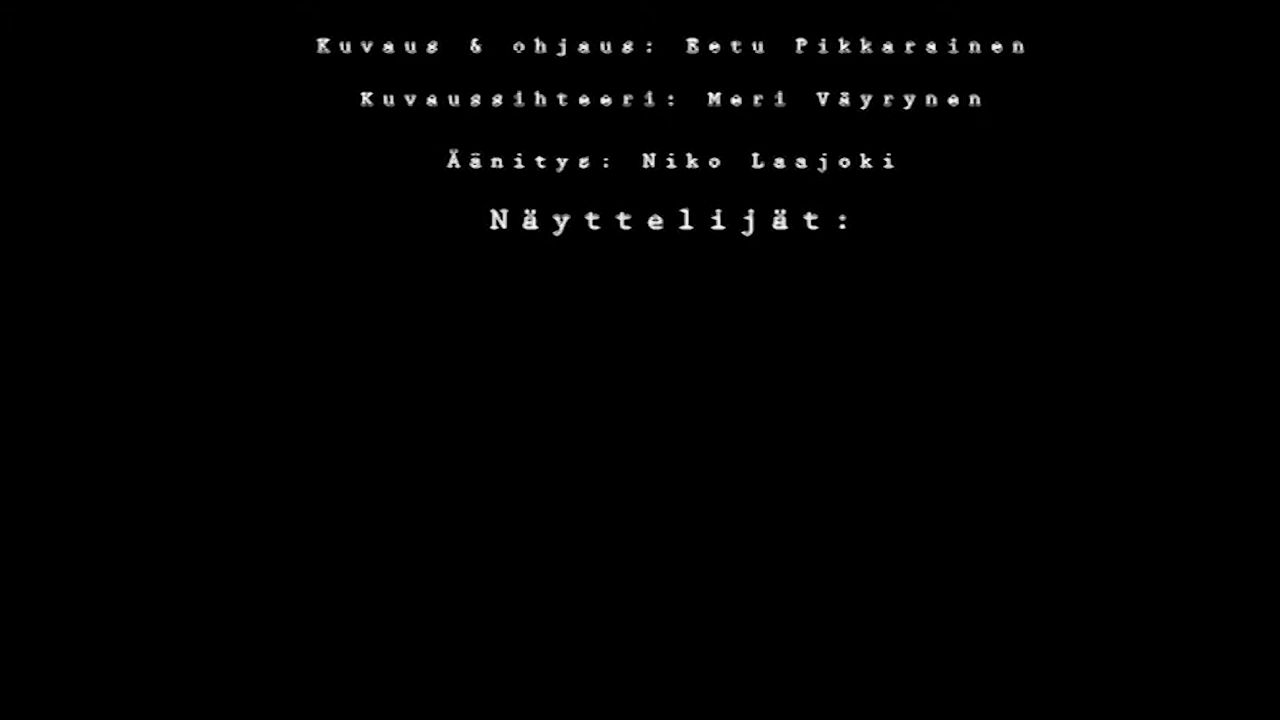 Kuvaus & ohjaus: Eetu Pikkarainen
Kuvaussihteeri: Meri Väyrynen
Äänitys: Niko Laajoki
Näyttelijät: